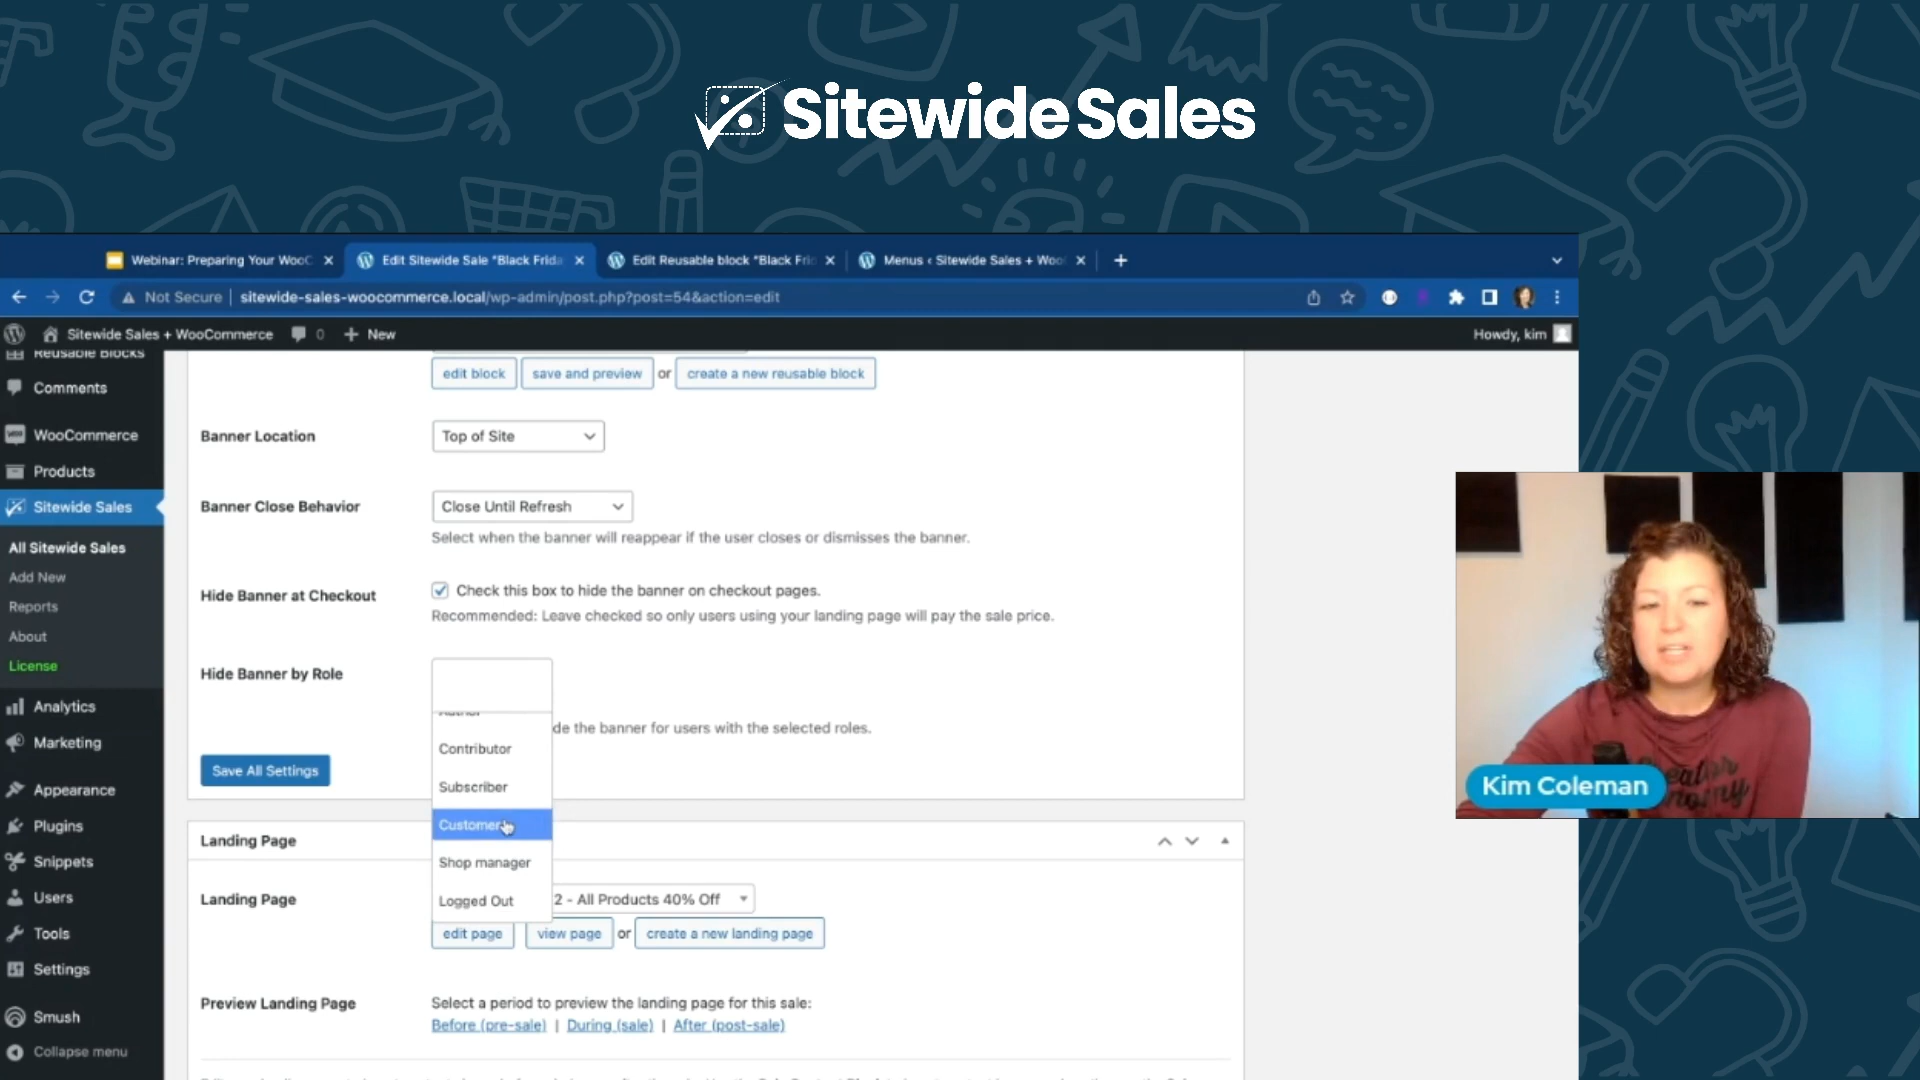 Sitewide Sales
Webinar: Preparing Your WooC
Edit Sitewide Sale "Black Frida
Edit Reusable block "Black Fri
Menus ‹ Sitewide Sales + Woo
Not Secure
sitewide-sales-woocommerce.local/wp-admin/post.php?post=54&action=edit
Sitewide Sales + WooCommerce
0
New
Howdy, kim
Reusable Blocks
Comments
WooCommerce
Products
Sitewide Sales
All Sitewide Sales
Add New
Reports
About
License
Analytics
Marketing
Appearance
Plugins
Snippets
Users
Tools
Settings
Smush
Collapse menu
edit block
save and preview
or
create a new reusable block
Banner Location
Top of Site
Banner Close Behavior
Close Until Refresh
Select when the banner will reappear if the user closes or dismisses the banner.
Hide Banner at Checkout
Check this box to hide the banner on checkout pages.
Recommended: Leave checked so only users using your landing page will pay the sale price.
Hide Banner by Role
Author
de the banner for users with the selected roles.
Contributor
Subscriber
Customer
Shop manager
Logged Out
Save All Settings
Landing Page
Landing Page
2 - All Products 40% Off
edit page
view page
or
create a new landing page
Preview Landing Page
Select a period to preview the landing page for this sale:
Before (pre-sale) | During (sale) | After (post-sale)
Kim Coleman